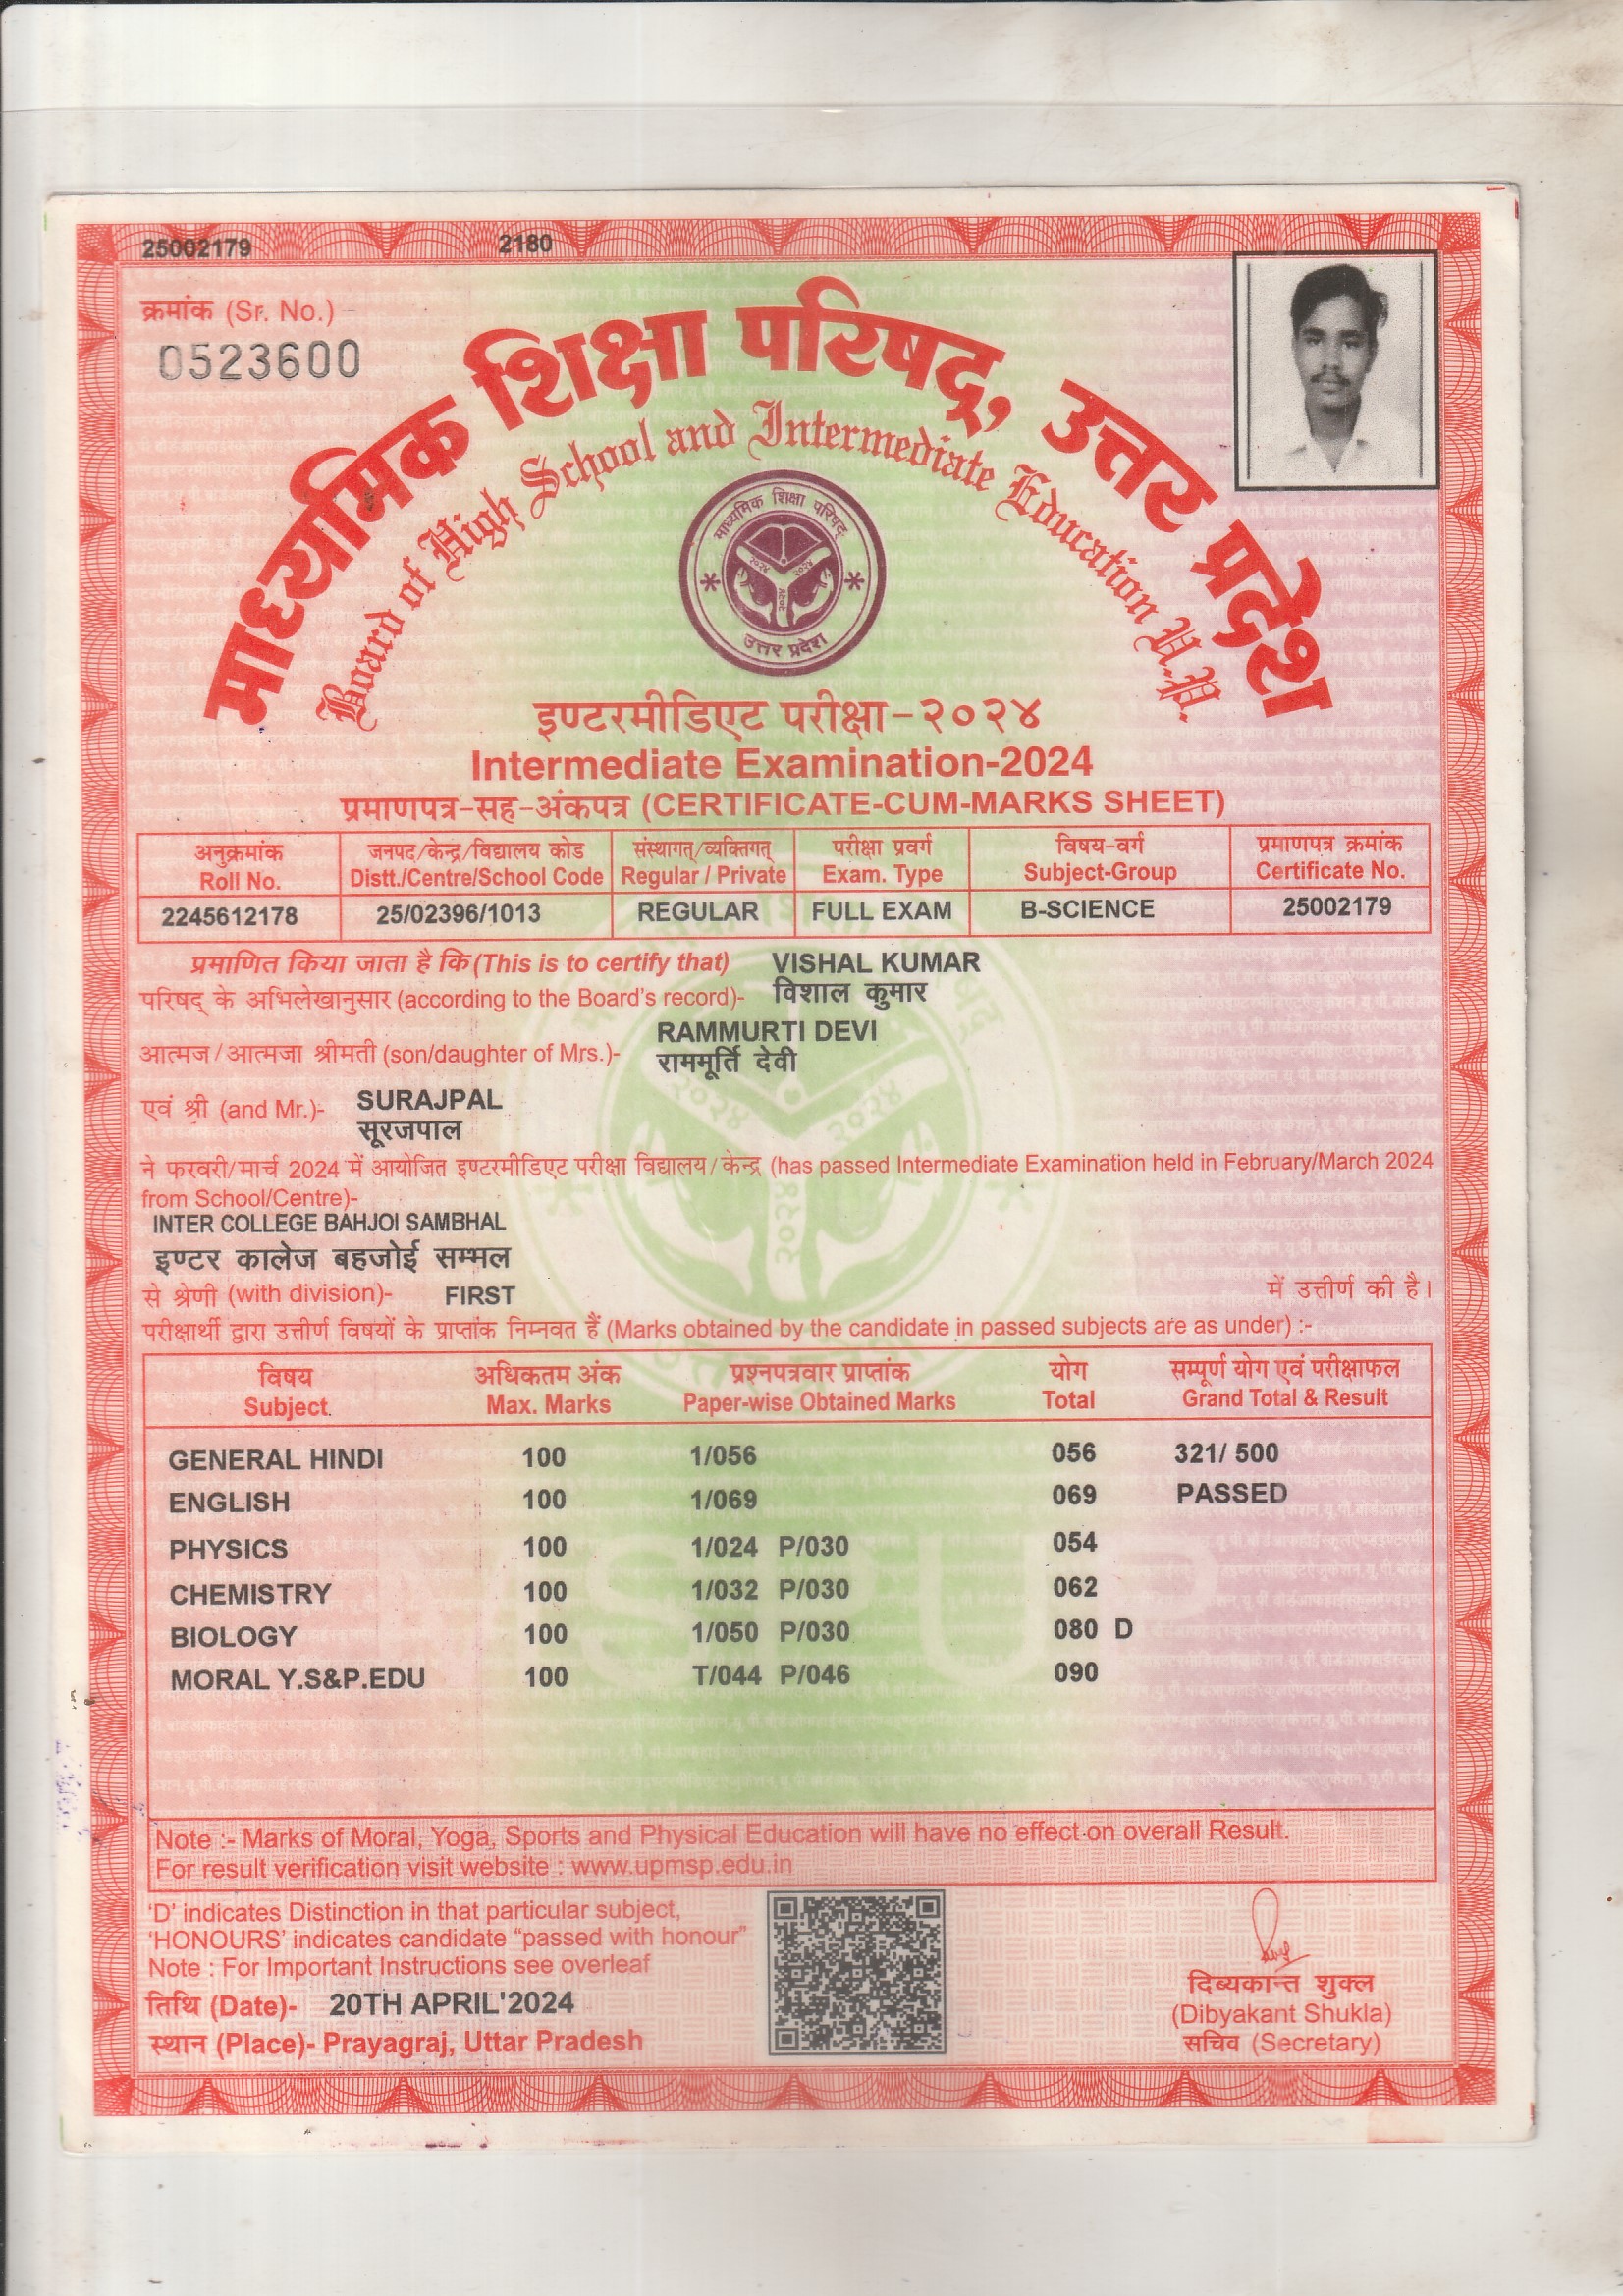 25002179 2180
क्रमांक (Sr. No.)
0523600
माध्यमिक शिक्षा परिषद्, उत्तर प्रदेश
Board of High School and Intermediate Education U.P.
माध्यमिक शिक्षा परिषद्
२०२४ २०२४
२०२४
उत्तर प्रदेश
इण्टरमीडिएट परीक्षा-२०२४
Intermediate Examination-2024
प्रमाणपत्र-सह-अंकपत्र (CERTIFICATE-CUM-MARKS SHEET)
अनुक्रमांक जनपद/केन्द्र/विद्यालय कोड संस्थागत्/व्यक्तिगत् परीक्षा प्रवर्ग विषय-वर्ग प्रमाणपत्र क्रमांक
Roll No. Distt./Centre/School Code Regular / Private Exam. Type Subject-Group Certificate No.
2245612178 25/02396/1013 REGULAR FULL EXAM B-SCIENCE 25002179
प्रमाणित किया जाता है कि (This is to certify that) VISHAL KUMAR
परिषद् के अभिलेखानुसार (according to the Board's record)- विशाल कुमार
RAMMURTI DEVI
आत्मज/आत्मजा श्रीमती (son/daughter of Mrs.)- राममूर्ति देवी
एवं श्री (and Mr.)- SURAJPAL
सूरजपाल
ने फरवरी/मार्च 2024 में आयोजित इण्टरमीडिएट परीक्षा विद्यालय/केन्द्र (has passed Intermediate Examination held in February/March 2024
from School/Centre)-
INTER COLLEGE BAHJOI SAMBHAL
इण्टर कालेज बहजोई सम्भल
से श्रेणी (with division)- FIRST में उत्तीर्ण की है।
परीक्षार्थी द्वारा उत्तीर्ण विषयों के प्राप्तांक निम्नवत हैं (Marks obtained by the candidate in passed subjects are as under) :-
विषय अधिकतम अंक प्रश्नपत्रवार प्राप्तांक योग सम्पूर्ण योग एवं परीक्षाफल
Subject Max. Marks Paper-wise Obtained Marks Total Grand Total & Result
GENERAL HINDI 100 1/056 056 321/ 500
ENGLISH 100 1/069 069 PASSED
PHYSICS 100 1/024 P/030 054
CHEMISTRY 100 1/032 P/030 062
BIOLOGY 100 1/050 P/030 080 D
MORAL Y.S&P.EDU 100 T/044 P/046 090
Note :- Marks of Moral, Yoga, Sports and Physical Education will have no effect on overall Result.
For result verification visit website : www.upmsp.edu.in
'D' indicates Distinction in that particular subject,
'HONOURS' indicates candidate "passed with honour"
Note : For Important Instructions see overleaf
तिथि (Date)- 20TH APRIL'2024
स्थान (Place)- Prayagraj, Uttar Pradesh
दिव्यकान्त शुक्ल
(Dibyakant Shukla)
सचिव (Secretary)